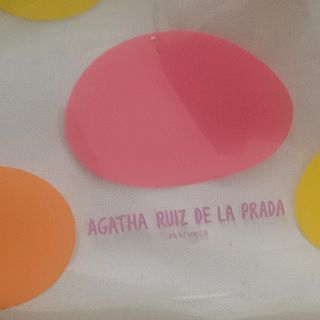 AGATHA RUIZ DE LA PRADA
PERFUMES